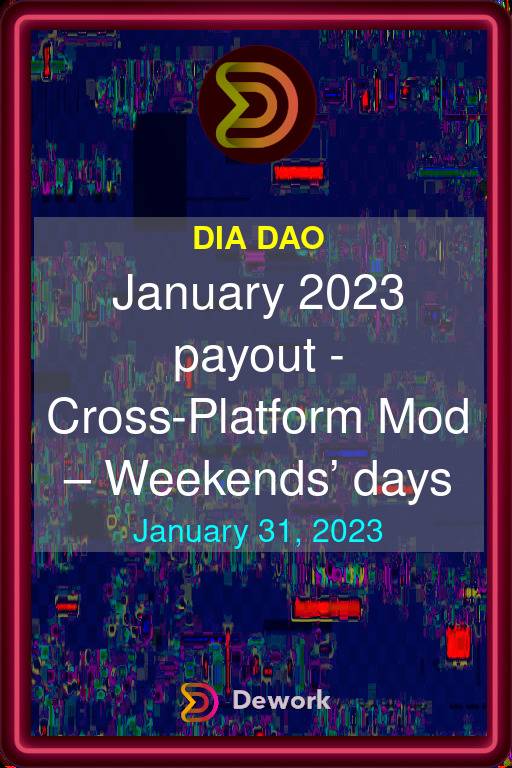 DIA DAO
January 2023
payout -
Cross-Platform Mod
– Weekends’ days
January 31, 2023
Dework